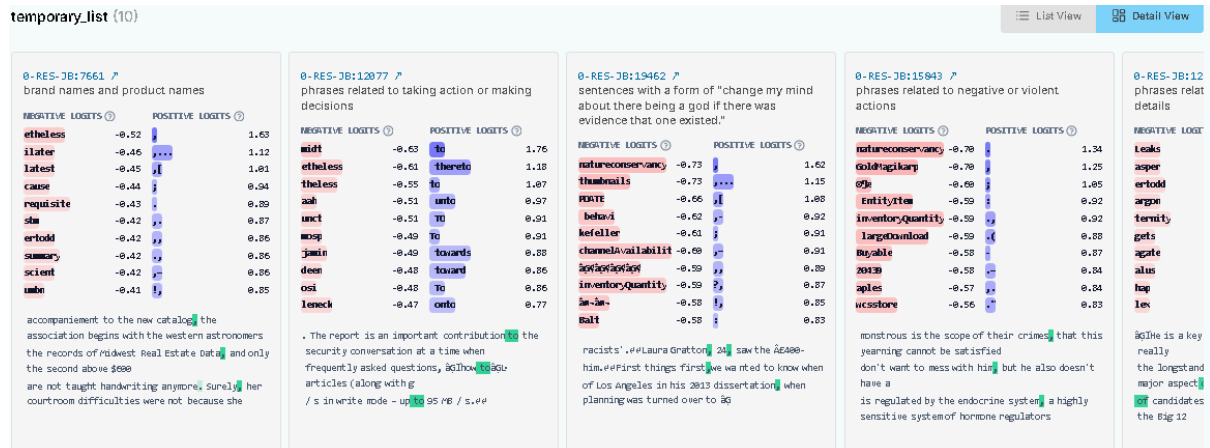 temporary_list (10)
List View
Detail View
0-RES-JB:7661 ↗
brand names and product names
NEGATIVE LOGITS
POSITIVE LOGITS
etheless -0.52 , 1.63
ilater -0.46 ,... 1.12
latest -0.45 ,[ 1.01
cause -0.44 ; 0.94
requisite -0.43 . 0.89
stm -0.42 ,. 0.87
ertodd -0.42 ,, 0.86
summary -0.42 ., 0.86
scient -0.42 ,- 0.86
umbn -0.41 !, 0.85
accompaniement to the new catalog, the
association begins with the western astronomers
the records of Midwest Real Estate Data, and only
the second above $600
are not taught handwriting anymore. Surely, her
courtroom difficulties were not because she
0-RES-JB:12077 ↗
phrases related to taking action or making
decisions
NEGATIVE LOGITS
POSITIVE LOGITS
midt -0.63 to 1.76
etheless -0.61 thereto 1.18
theless -0.55 to 1.07
aah -0.51 unto 0.97
unct -0.51 TO 0.91
mosp -0.49 To 0.91
jamin -0.49 towards 0.88
deen -0.48 toward 0.86
osi -0.48 To 0.86
leneck -0.47 onto 0.77
. The report is an important contribution to the
security conversation at a time when
frequently asked questions, âĢĪhow toâĢĿ
articles (along with g
/ s in write mode – up to 95 MB / s.↵↵
0-RES-JB:19462 ↗
sentences with a form of "change my mind
about there being a god if there was
evidence that one existed."
NEGATIVE LOGITS
POSITIVE LOGITS
natureconservancy -0.73 , 1.62
thumbnails -0.73 ,... 1.15
PDATE -0.66 ,[ 1.08
behavi -0.62 ,- 0.92
kefeller -0.61 ; 0.91
channelAvailabilit -0.60 ,- 0.91
-0.59 ,, 0.89
inventoryQuantity -0.59 ?, 0.87
-0.58 !, 0.85
Balt -0.58 : 0.83
racists'.↵↵Laura Gratton, 24, saw the Â£400-
him.↵↵First things first,we wanted to know when
of Los Angeles in his 2013 dissertation, when
planning was turned over to âĢ
0-RES-JB:15843 ↗
phrases related to negative or violent
actions
NEGATIVE LOGITS
POSITIVE LOGITS
natureconservancy -0.70 . 1.34
GoldMagikarp -0.70 , 1.25
-0.60 ; 1.05
EntityItem -0.59 : 0.92
inventoryQuantity -0.59 ., 0.92
largeDownload -0.59 .( 0.88
Buyable -0.58 - 0.87
20439 -0.58 .- 0.84
aples -0.57 ,. 0.84
wcsstore -0.56 ." 0.83
monstrous is the scope of their crimes, that this
yearning cannot be satisfied
don't want to mess with him, but he also doesn't
have a
is regulated by the endocrine system, a highly
sensitive system of hormone regulators
0-RES-JB:12
phrases relat
details
NEGATIVE LOGIT
Leaks
asper
ertodd
argon
ternity
gets
agate
alus
hap
lex
âĢĪHe is a key
really
the longstand
major aspect
of candidates
the Big 12